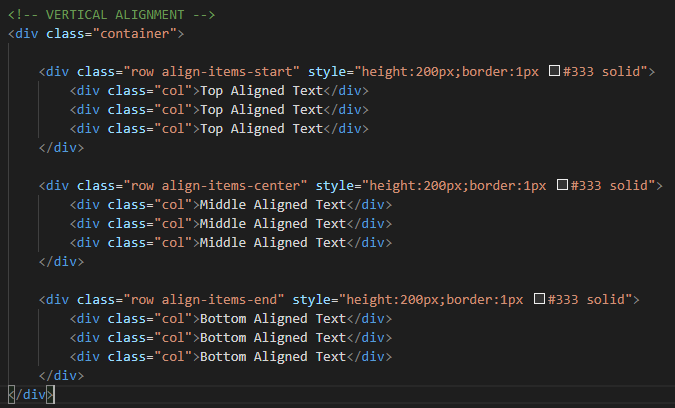 <!-- VERTICAL ALIGNMENT -->
<div class="container">
<div class="row align-items-start" style="height:200px;border:1px #333 solid">
<div class="col">Top Aligned Text</div>
<div class="col">Top Aligned Text</div>
<div class="col">Top Aligned Text</div>
</div>
<div class="row align-items-center" style="height:200px;border:1px #333 solid">
<div class="col">Middle Aligned Text</div>
<div class="col">Middle Aligned Text</div>
<div class="col">Middle Aligned Text</div>
</div>
<div class="row align-items-end" style="height:200px;border:1px #333 solid">
<div class="col">Bottom Aligned Text</div>
<div class="col">Bottom Aligned Text</div>
<div class="col">Bottom Aligned Text</div>
</div>
</div>